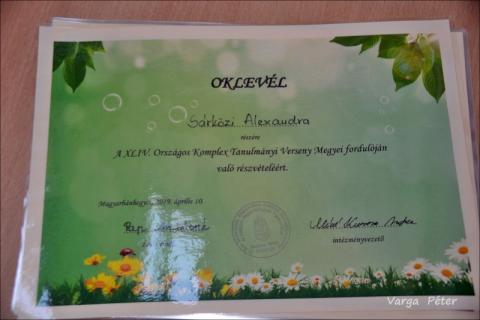 OKLEVÉL
Sárközi Alexandra
részére
A XLIV. Országos Komplex Tanulmányi Verseny Megyei fordulóján
való részvételéért.
Magyarbánhegyes, 2019. április 10.
intézményvezető
Varga Péter